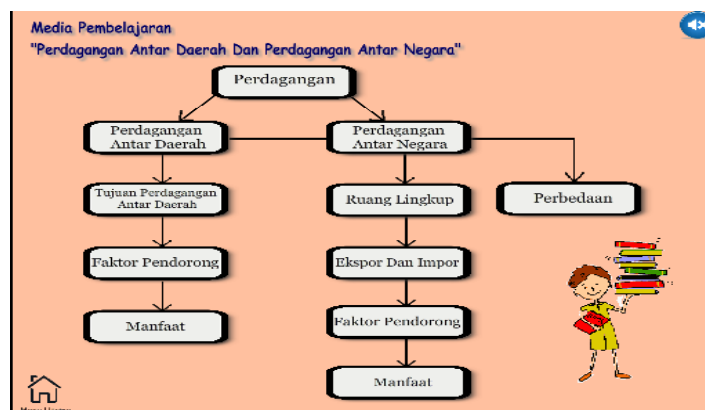 Media Pembelajaran
"Perdagangan Antar Daerah Dan Perdagangan Antar Negara"
Perdagangan
Perdagangan
Antar Daerah
Perdagangan
Antar Negara
Tujuan Perdagangan
Antar Daerah
Ruang Lingkup
Perbedaan
Faktor Pendorong
Ekspor Dan Impor
Manfaat
Faktor Pendorong
Manfaat